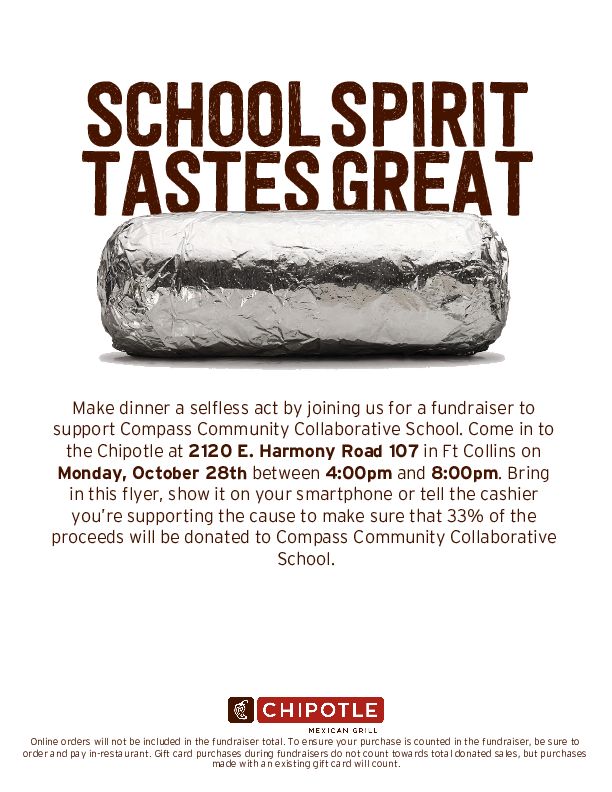 SCHOOL SPIRIT
TASTES GREAT
Make dinner a selfless act by joining us for a fundraiser to
support Compass Community Collaborative School. Come in to
the Chipotle at 2120 E. Harmony Road 107 in Ft Collins on
Monday, October 28th between 4:00pm and 8:00pm. Bring
in this flyer, show it on your smartphone or tell the cashier
you're supporting the cause to make sure that 33% of the
proceeds will be donated to Compass Community Collaborative
School.
CHIPOTLE
MEXICAN GRILL
Online orders will not be included in the fundraiser total. To ensure your purchase is counted in the fundraiser, be sure to
order and pay in-restaurant. Gift card purchases during fundraisers do not count towards total donated sales, but purchases
made with an existing gift card will count.